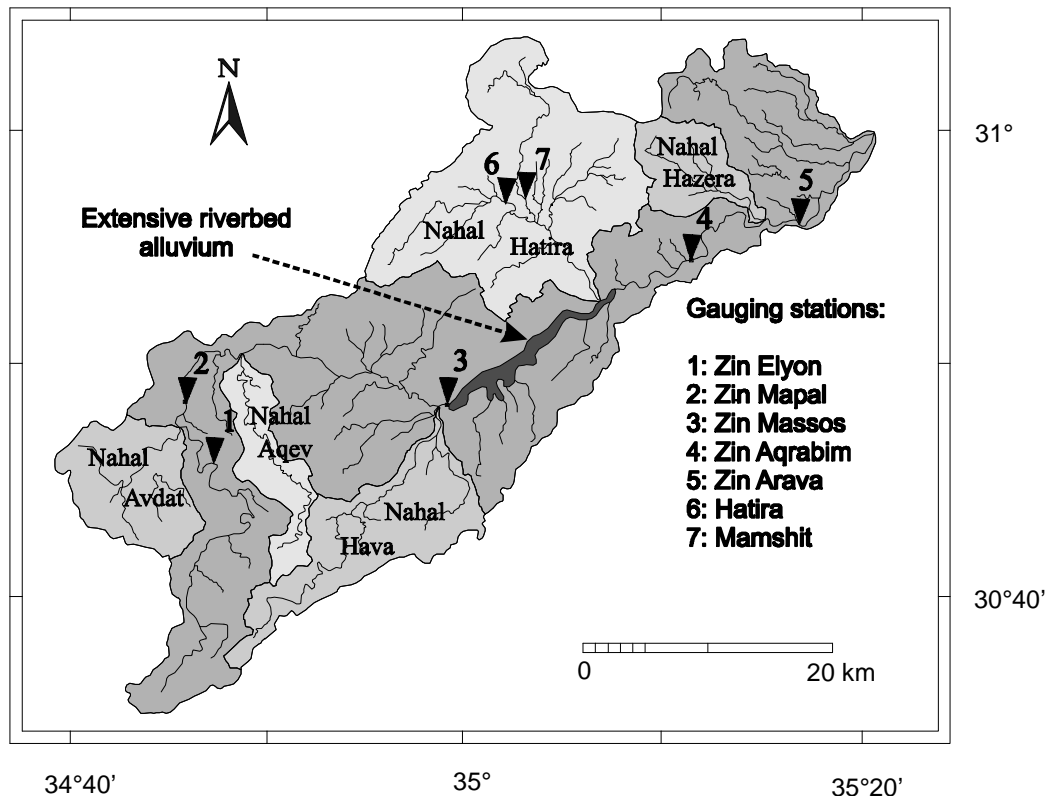 N
31°
Nahal
Hazera
6
7
5
4
Extensive riverbed
alluvium
Nahal
Hatira
Gauging stations:
1: Zin Elyon
2: Zin Mapal
3: Zin Massos
4: Zin Aqrabim
5: Zin Arava
6: Hatira
7: Mamshit
2
3
1
Nahal
Aqev
Nahal
Avdat
Nahal
Hava
30°40'
0
20 km
34°40'
35°
35°20'